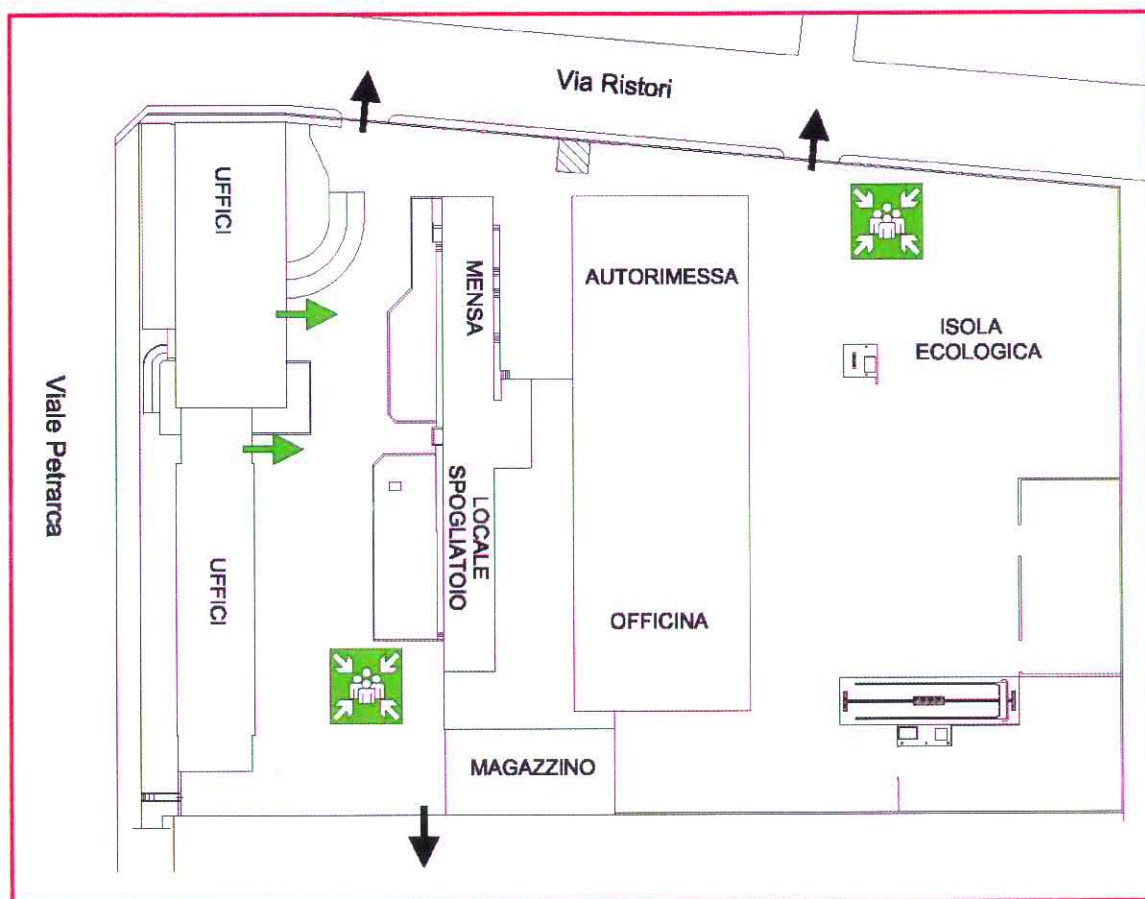 Via Ristori
UFFICI
MENSA
AUTORIMESSA
ISOLA
ECOLOGICA
Viale Petrarca
LOCALE
SPOGLIATOIO
UFFICI
OFFICINA
MAGAZZINO